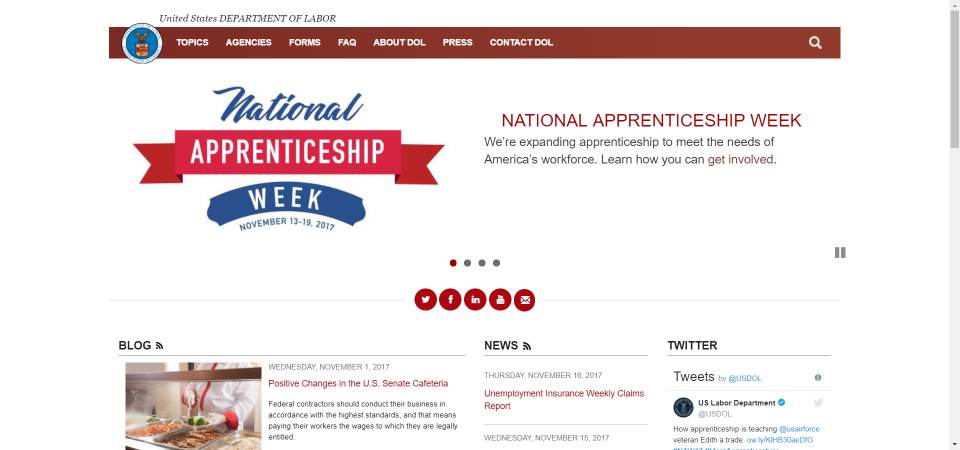 United States DEPARTMENT OF LABOR
TOPICS AGENCIES FORMS FAQ ABOUT DOL PRESS CONTACT DOL
National
APPRENTICESHIP
WEEK
NOVEMBER 13-19, 2017
NATIONAL APPRENTICESHIP WEEK
We're expanding apprenticeship to meet the needs of
America's workforce. Learn how you can get involved.
BLOG
WEDNESDAY, NOVEMBER 1, 2017
Positive Changes in the U.S. Senate Cafeteria
Federal contractors should conduct their business in
accordance with the highest standards, and that means
paying their workers the wages to which they are legally
entitled.
NEWS
THURSDAY, NOVEMBER 16, 2017
Unemployment Insurance Weekly Claims
Report
WEDNESDAY, NOVEMBER 15, 2017
TWITTER
Tweets by @USDOL
US Labor Department
@USDOL
How apprenticeship is teaching @usairforce
veteran Edith a trade: ow.ly/KIHB30aeDfG